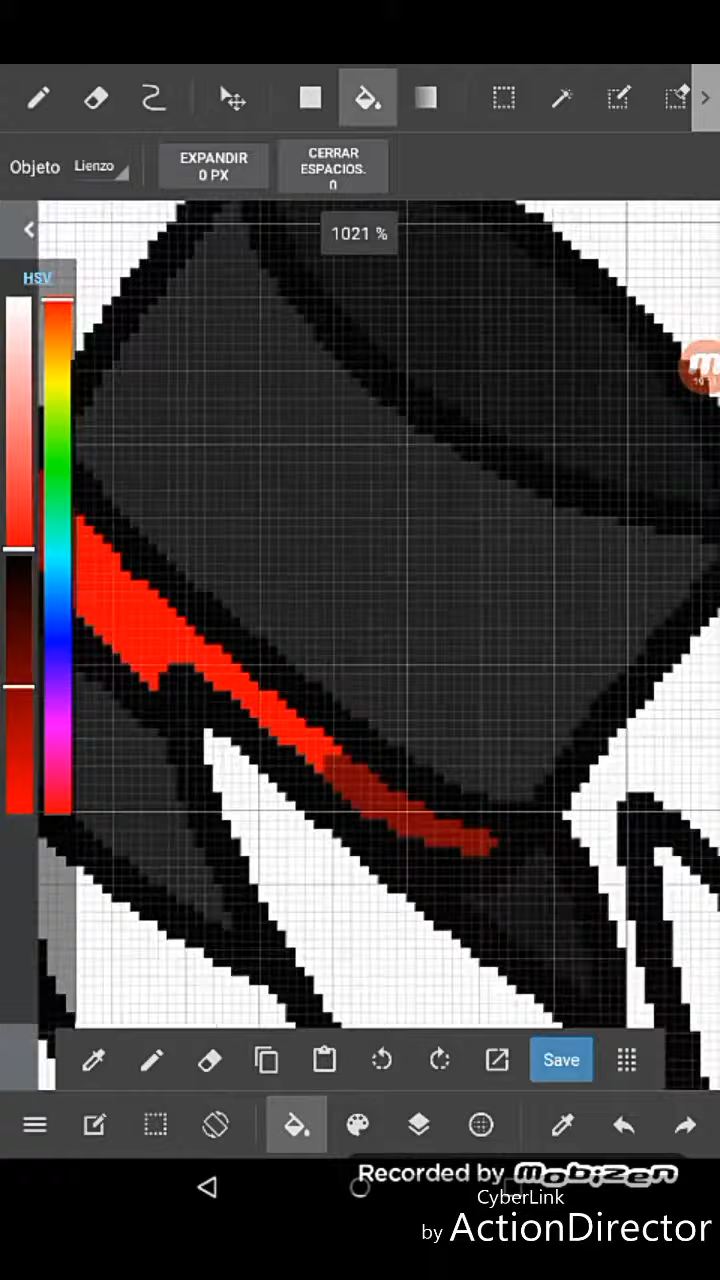 Objeto Lienzo EXPANDIR
0 PX
CERRAR
ESPACIOS.
0
1021 %
HSV
Save
Recorded by Mobizen
CyberLink
by ActionDirector